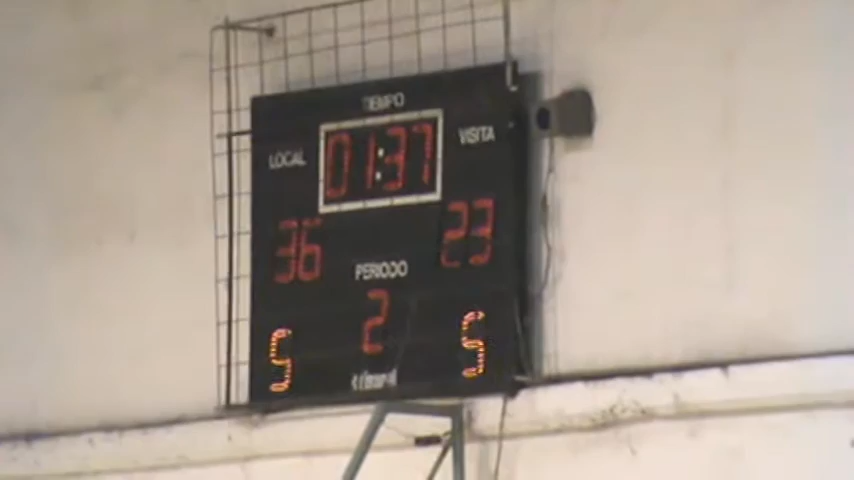 TIEMPO
LOCAL 01:37 VISITA
36 23
PERIODO
2
5 5